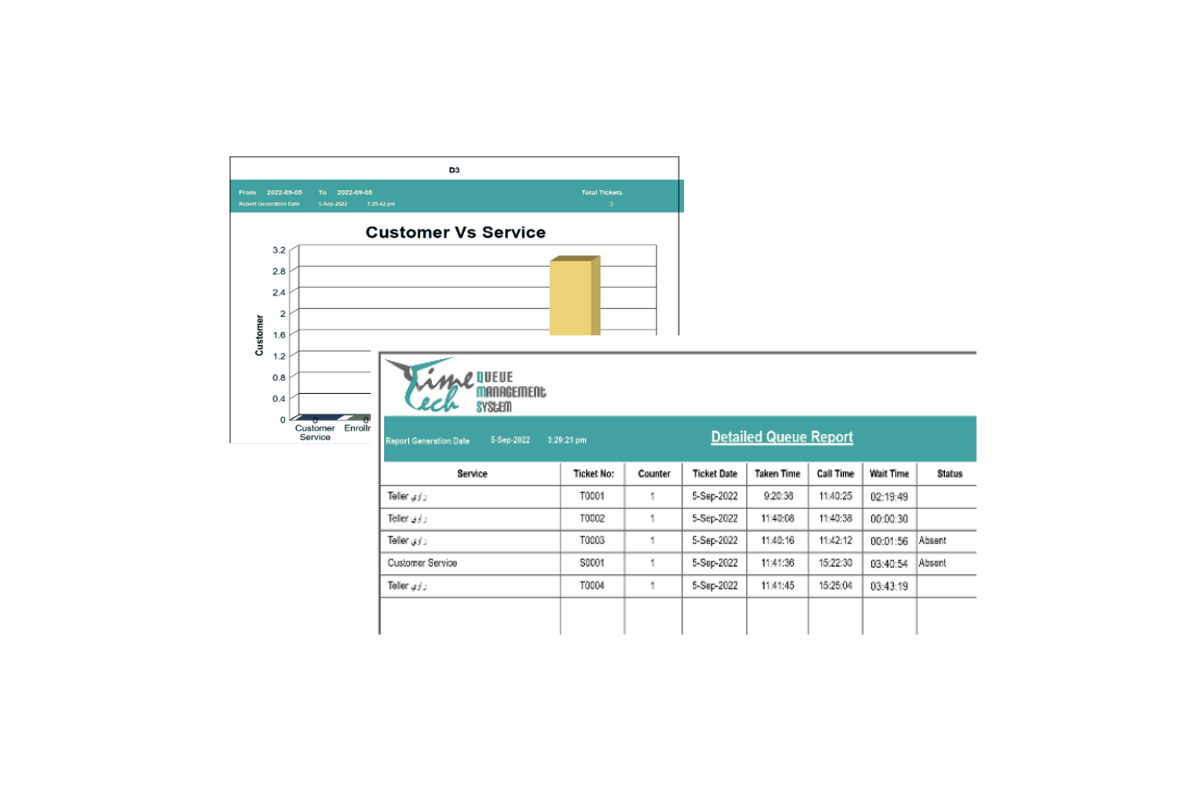 D3
From 2022-09-05 To 2022-09-05 Total Tickets
Report Generation Date 5-Sep-2022 3:29:42 pm 3
Customer Vs Service
3.2
2.8
2.4
2
1.6
1.2
0.8
0.4
0
Customer
0 0
Customer Service
Enrollr
Time Tech QUEUE MANAGEMENT SYSTEM
Report Generation Date 5-Sep-2022 3:29:21 pm Detailed Queue Report
Service Ticket No: Counter Ticket Date Taken Time Call Time Wait Time Status
Teller T0001 1 5-Sep-2022 9:20:36 11:40:25 02:19:49
Teller T0002 1 5-Sep-2022 11:40:08 11:40:38 00:00:30
Teller T0003 1 5-Sep-2022 11:40:16 11:42:12 00:01:56 Absent
Customer Service S0001 1 5-Sep-2022 11:41:36 15:22:30 03:40:54 Absent
Teller T0004 1 5-Sep-2022 11:41:45 15:25:04 03:43:19